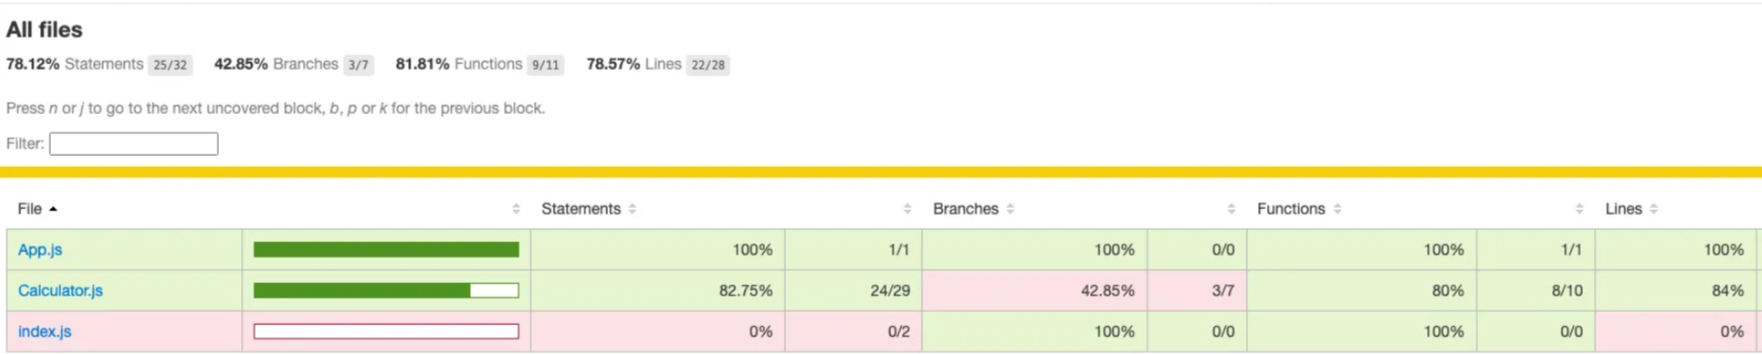 All files
78.12% Statements 25/32 42.85% Branches 3/7 81.81% Functions 9/11 78.57% Lines 22/28
Press n or j to go to the next uncovered block, b, p or k for the previous block.
Filter:
File Statements Branches Functions Lines
App.js 100% 1/1 100% 0/0 100% 1/1 100%
Calculator.js 82.75% 24/29 42.85% 3/7 80% 8/10 84%
index.js 0% 0/2 100% 0/0 100% 0/0 0%